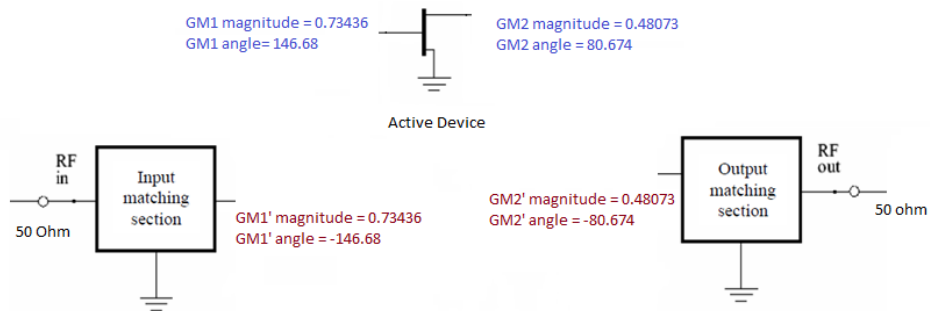 GM1 magnitude = 0.73436
GM1 angle= 146.68
GM2 magnitude = 0.48073
GM2 angle = 80.674
Active Device
RF
in
Input
matching
section
50 Ohm
GM1' magnitude = 0.73436
GM1' angle = -146.68
GM2' magnitude = 0.48073
GM2' angle = -80.674
Output
matching
section
RF
out
50 ohm